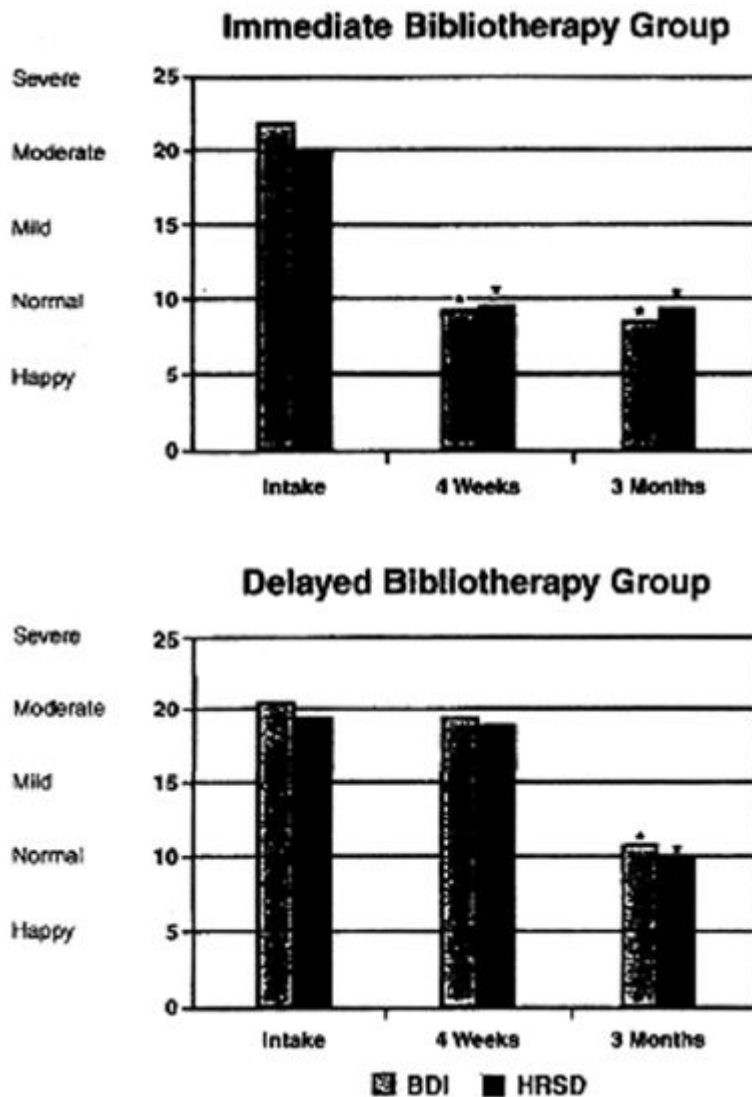 Immediate Bibliotherapy Group
Severe 25
Moderate 20
Mild 15
Normal 10
Happy 5
0
Intake 4 Weeks 3 Months
Delayed Bibliotherapy Group
Severe 25
Moderate 20
Mild 15
Normal 10
Happy 5
0
Intake 4 Weeks 3 Months
BDI HRSD